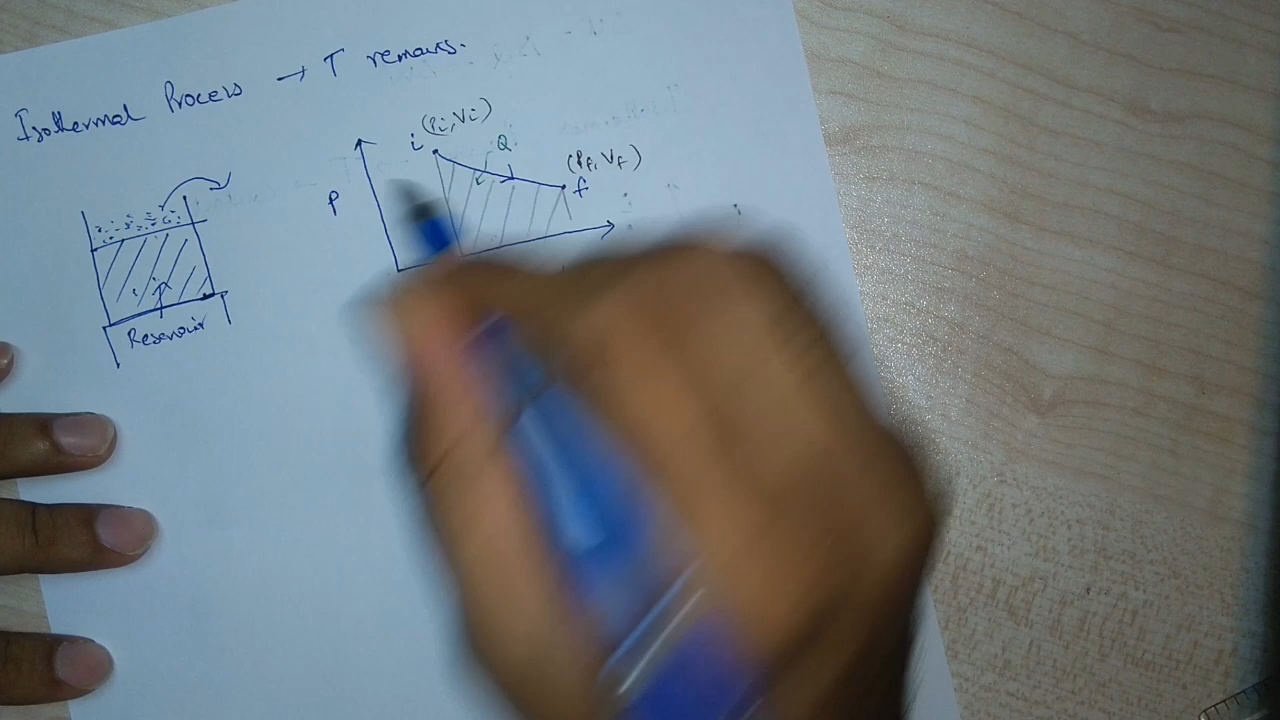 Isothermal Process → T remains.
i (Pi,Vi)
Q
(Pf,Vf)
f
P
Reservoir